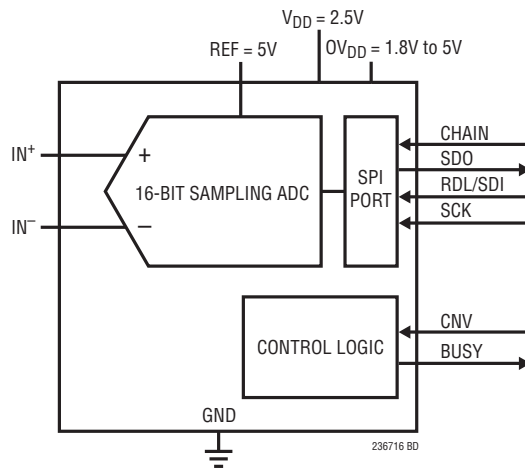 V_DD = 2.5V
REF = 5V
OV_DD = 1.8V to 5V
IN⁺
+
16-BIT SAMPLING ADC
IN⁻
−
SPI
PORT
CHAIN
SDO
RDL/SDI
SCK
CONTROL LOGIC
CNV
BUSY
GND
236716 BD